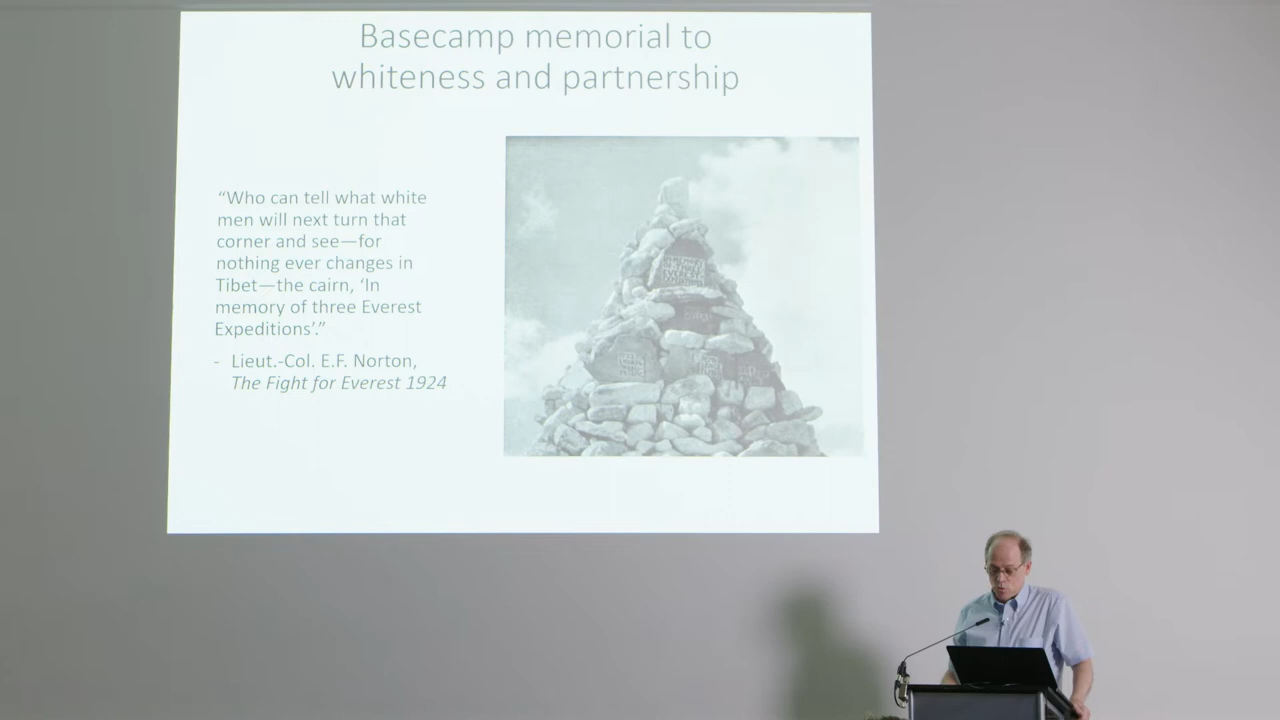 Basecamp memorial to
whiteness and partnership
“Who can tell what white
men will next turn that
corner and see—for
nothing ever changes in
Tibet—the cairn, ‘In
memory of three Everest
Expeditions’.”
- Lieut.-Col. E.F. Norton,
The Fight for Everest 1924